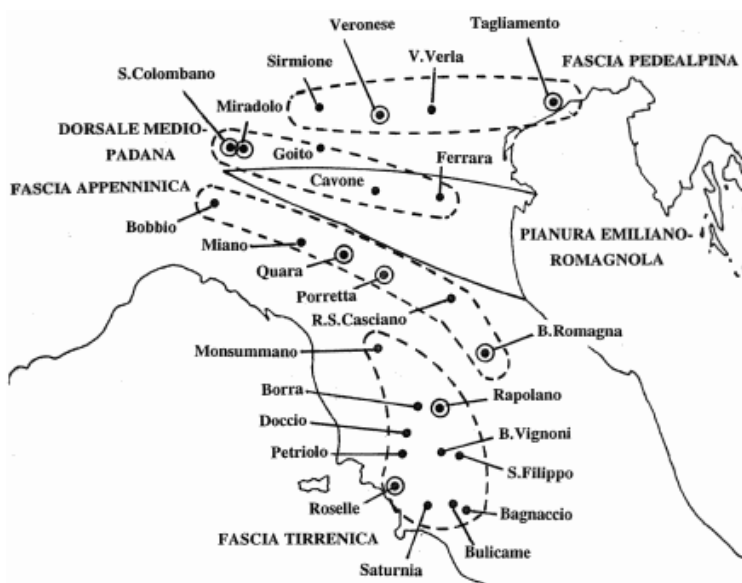 Tagliamento
Veronese
V.Verla
Sirmione
FASCIA PEDEALPINA
S.Colombano
Miradolo
DORSALE MEDIO-
PADANA
Goito
Ferrara
Cavone
FASCIA APPENNINICA
Bobbio
PIANURA EMILIANO-
ROMAGNOLA
Miano
Quara
Porretta
R.S.Casciano
B.Romagna
Monsummano
Borra
Rapolano
Doccio
B.Vignoni
Petriolo
S.Filippo
Roselle
Bagnaccio
FASCIA TIRRENICA
Bulicame
Saturnia